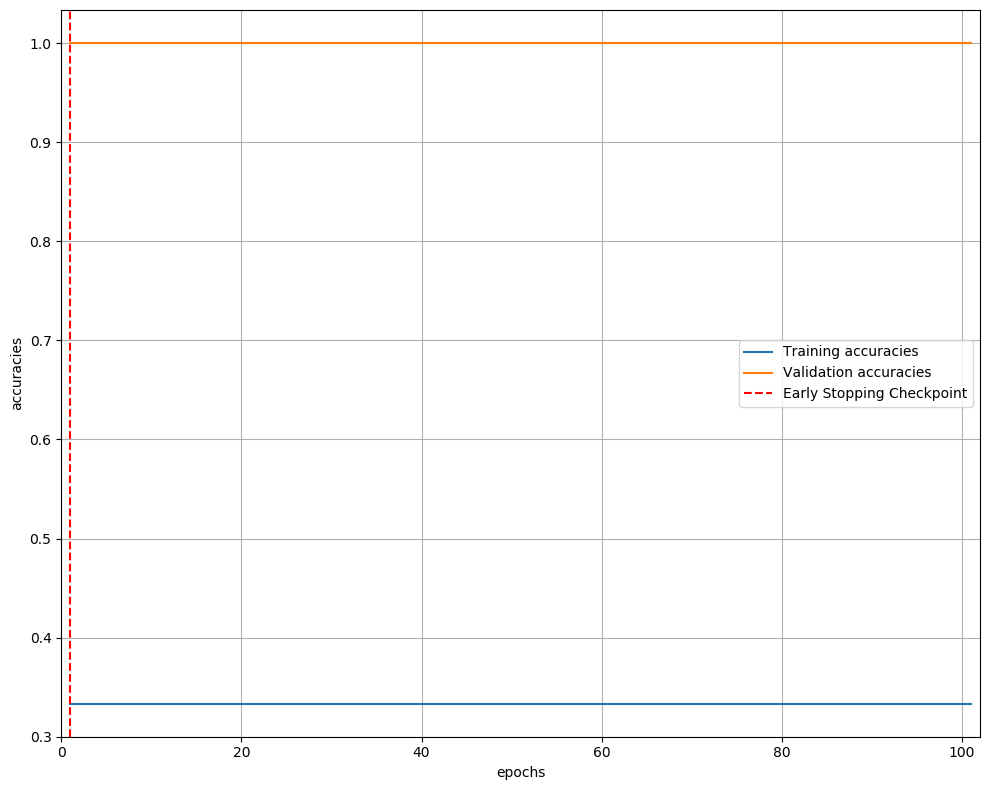 1.0
0.9
0.8
0.7
0.6
0.5
0.4
0.3
accuracies
Training accuracies
Validation accuracies
Early Stopping Checkpoint
0 20 40 60 80 100
epochs